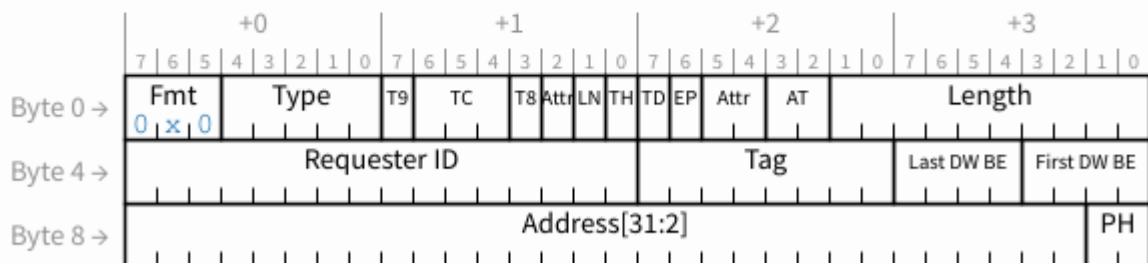 +0 +1 +2 +3
7 6 5 4 3 2 1 0 7 6 5 4 3 2 1 0 7 6 5 4 3 2 1 0 7 6 5 4 3 2 1 0
Byte 0 → Fmt Type T9 TC T8 Attr LN TH TD EP Attr AT Length
0 x 0
Byte 4 → Requester ID Tag Last DW BE First DW BE
Byte 8 → Address[31:2] PH